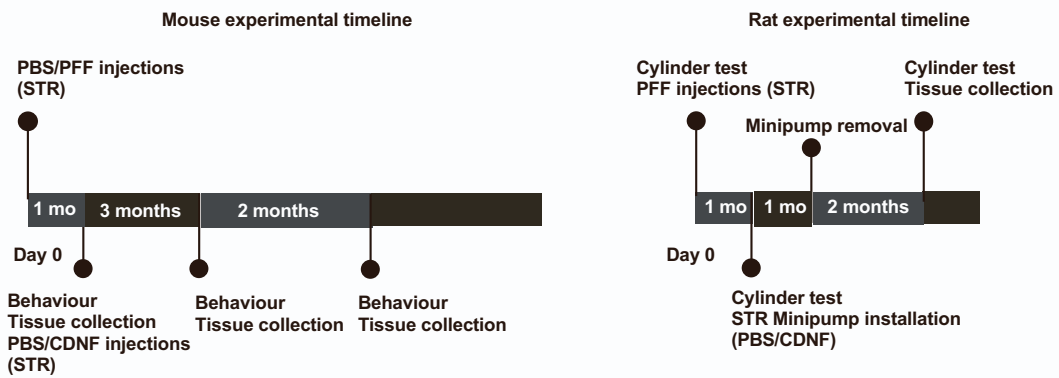 Mouse experimental timeline
PBS/PFF injections
(STR)
1 mo
3 months
2 months
Day 0
Behaviour
Tissue collection
PBS/CDNF injections
(STR)
Behaviour
Tissue collection
Behaviour
Tissue collection
Rat experimental timeline
Cylinder test
PFF injections (STR)
Cylinder test
Tissue collection
Minipump removal
1 mo
1 mo
2 months
Day 0
Cylinder test
STR Minipump installation
(PBS/CDNF)